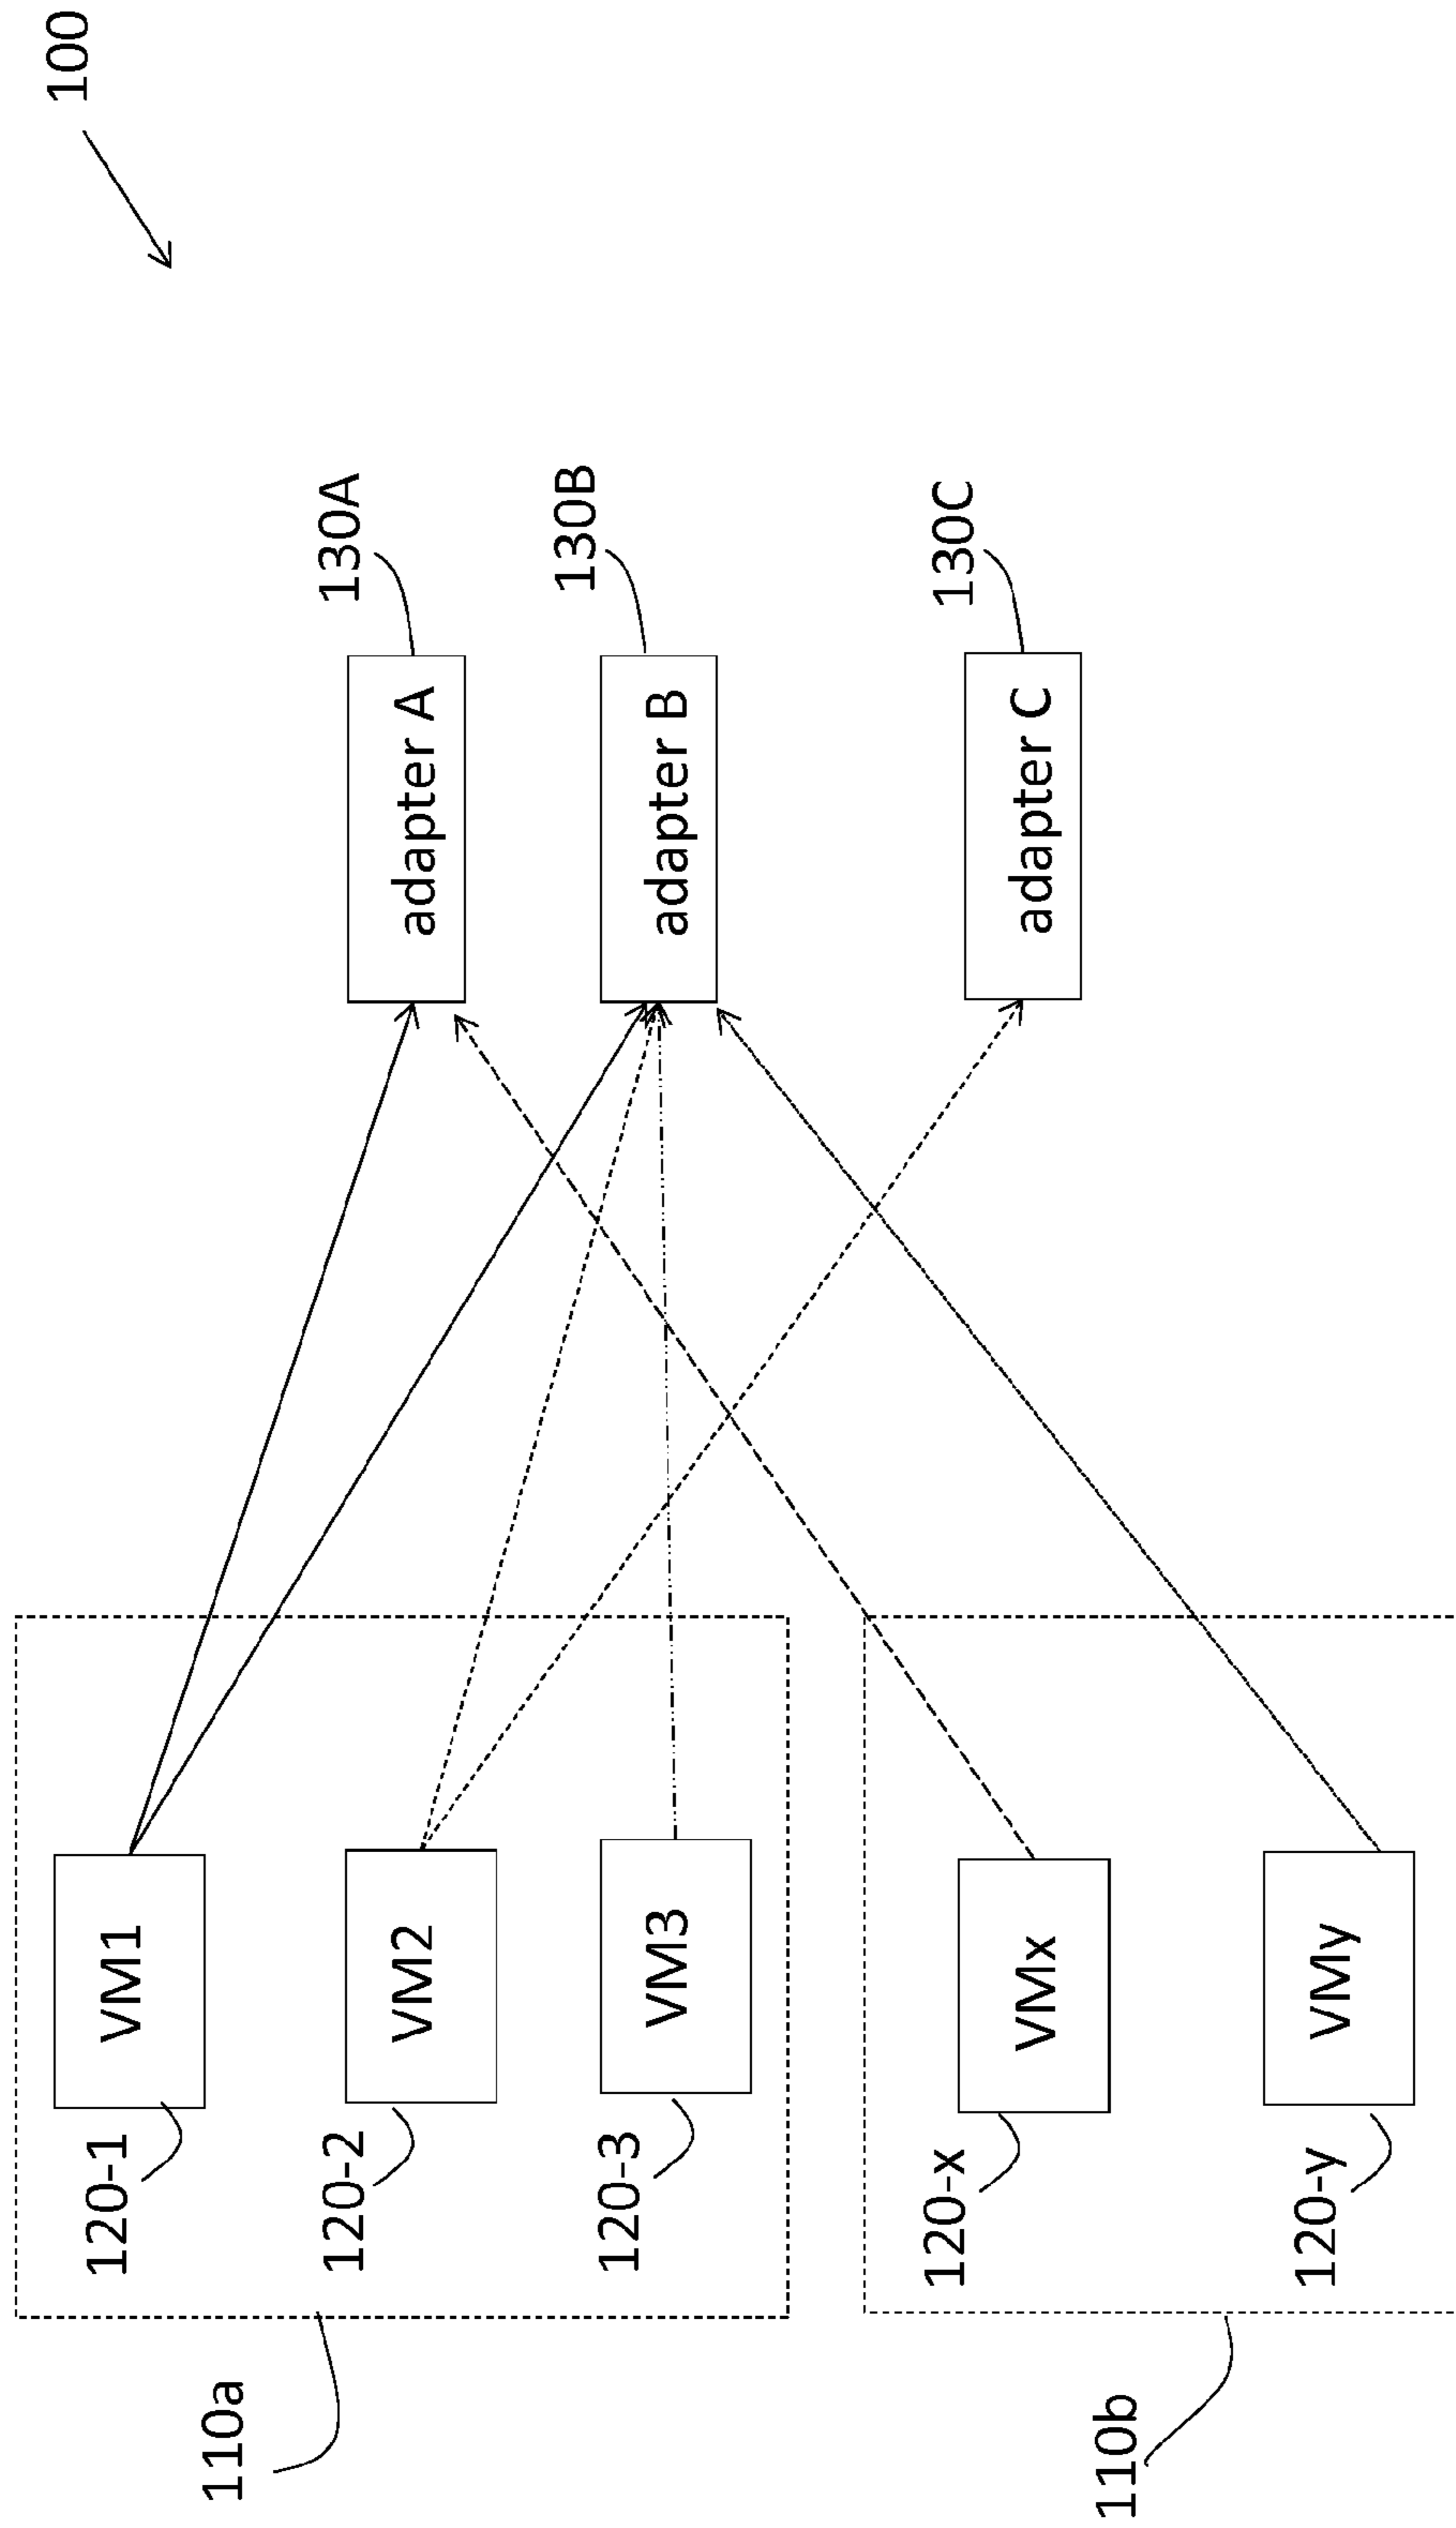 100
110a
120-1
VM1
120-2
VM2
120-3
VM3
110b
120-x
VMx
120-y
VMy
130A
adapter A
130B
adapter B
130C
adapter C